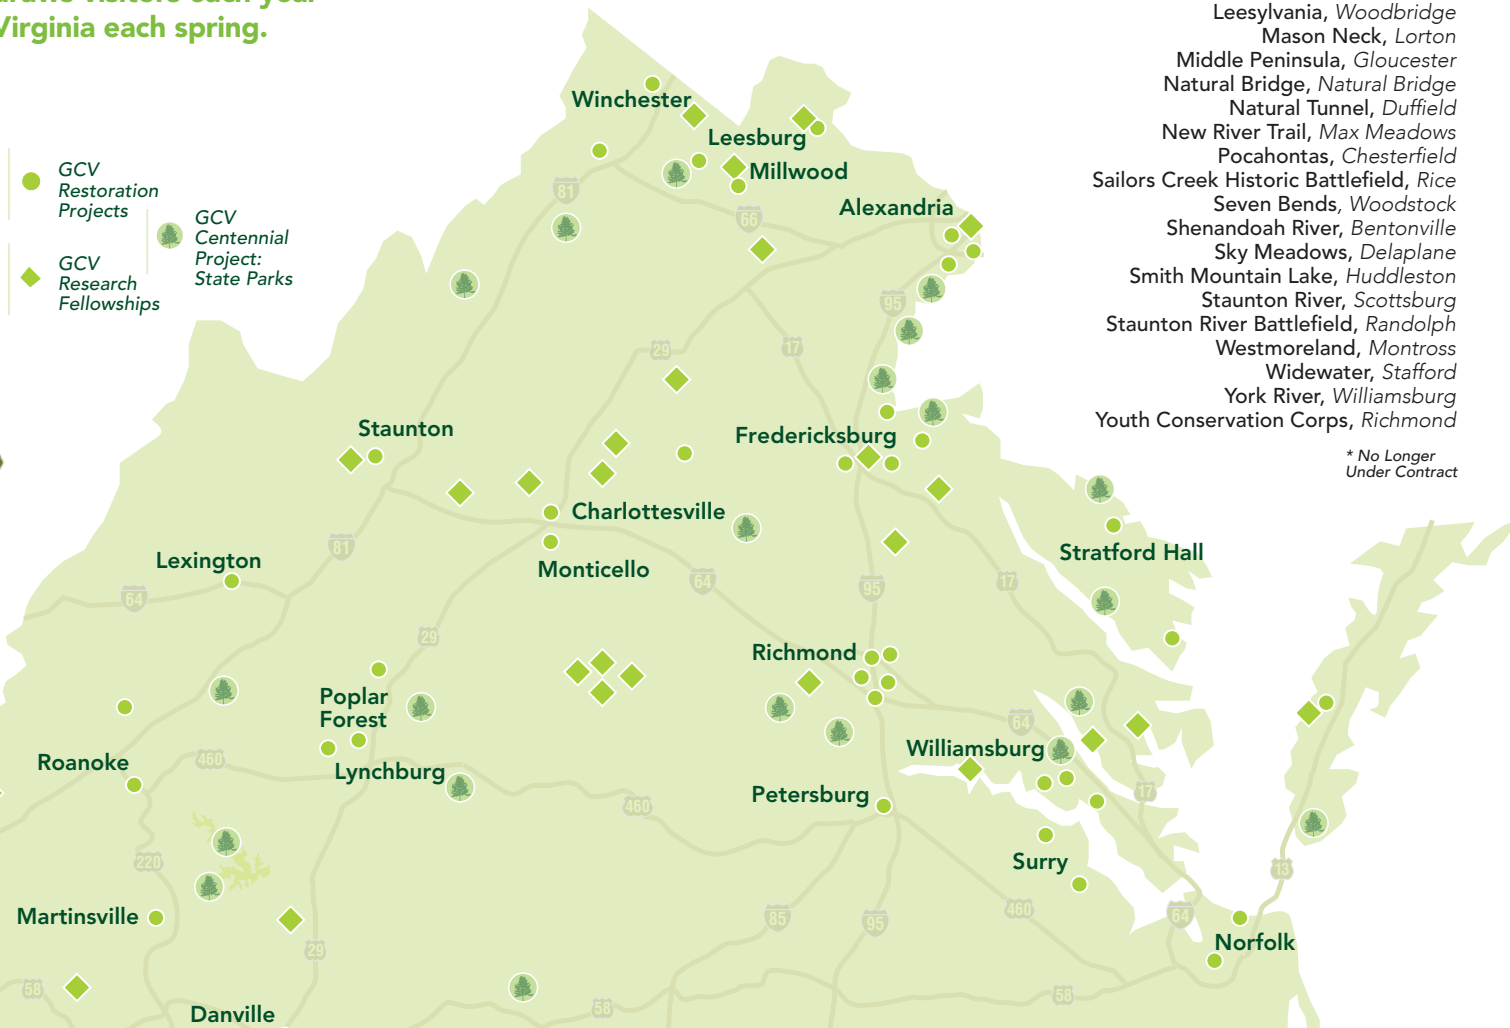 Virginia each spring.
GCV
Restoration
Projects
GCV
Centennial
Project:
State Parks
GCV
Research
Fellowships
Leesylvania, Woodbridge
Mason Neck, Lorton
Middle Peninsula, Gloucester
Natural Bridge, Natural Bridge
Natural Tunnel, Duffield
New River Trail, Max Meadows
Pocahontas, Chesterfield
Sailors Creek Historic Battlefield, Rice
Seven Bends, Woodstock
Shenandoah River, Bentonville
Sky Meadows, Delaplane
Smith Mountain Lake, Huddleston
Staunton River, Scottsburg
Staunton River Battlefield, Randolph
Westmoreland, Montross
Widewater, Stafford
York River, Williamsburg
Youth Conservation Corps, Richmond
* No Longer
Under Contract
Winchester
Leesburg
Millwood
81
66
Alexandria
95
29
17
Staunton
Fredericksburg
Charlottesville
Stratford Hall
81
Lexington
Monticello
64
64
95
17
29
Richmond
Poplar
Forest
64
Williamsburg
Roanoke
460
Lynchburg
Petersburg
460
17
220
Surry
13
Martinsville
85
95
460
64
29
Norfolk
58
58
58
Danville